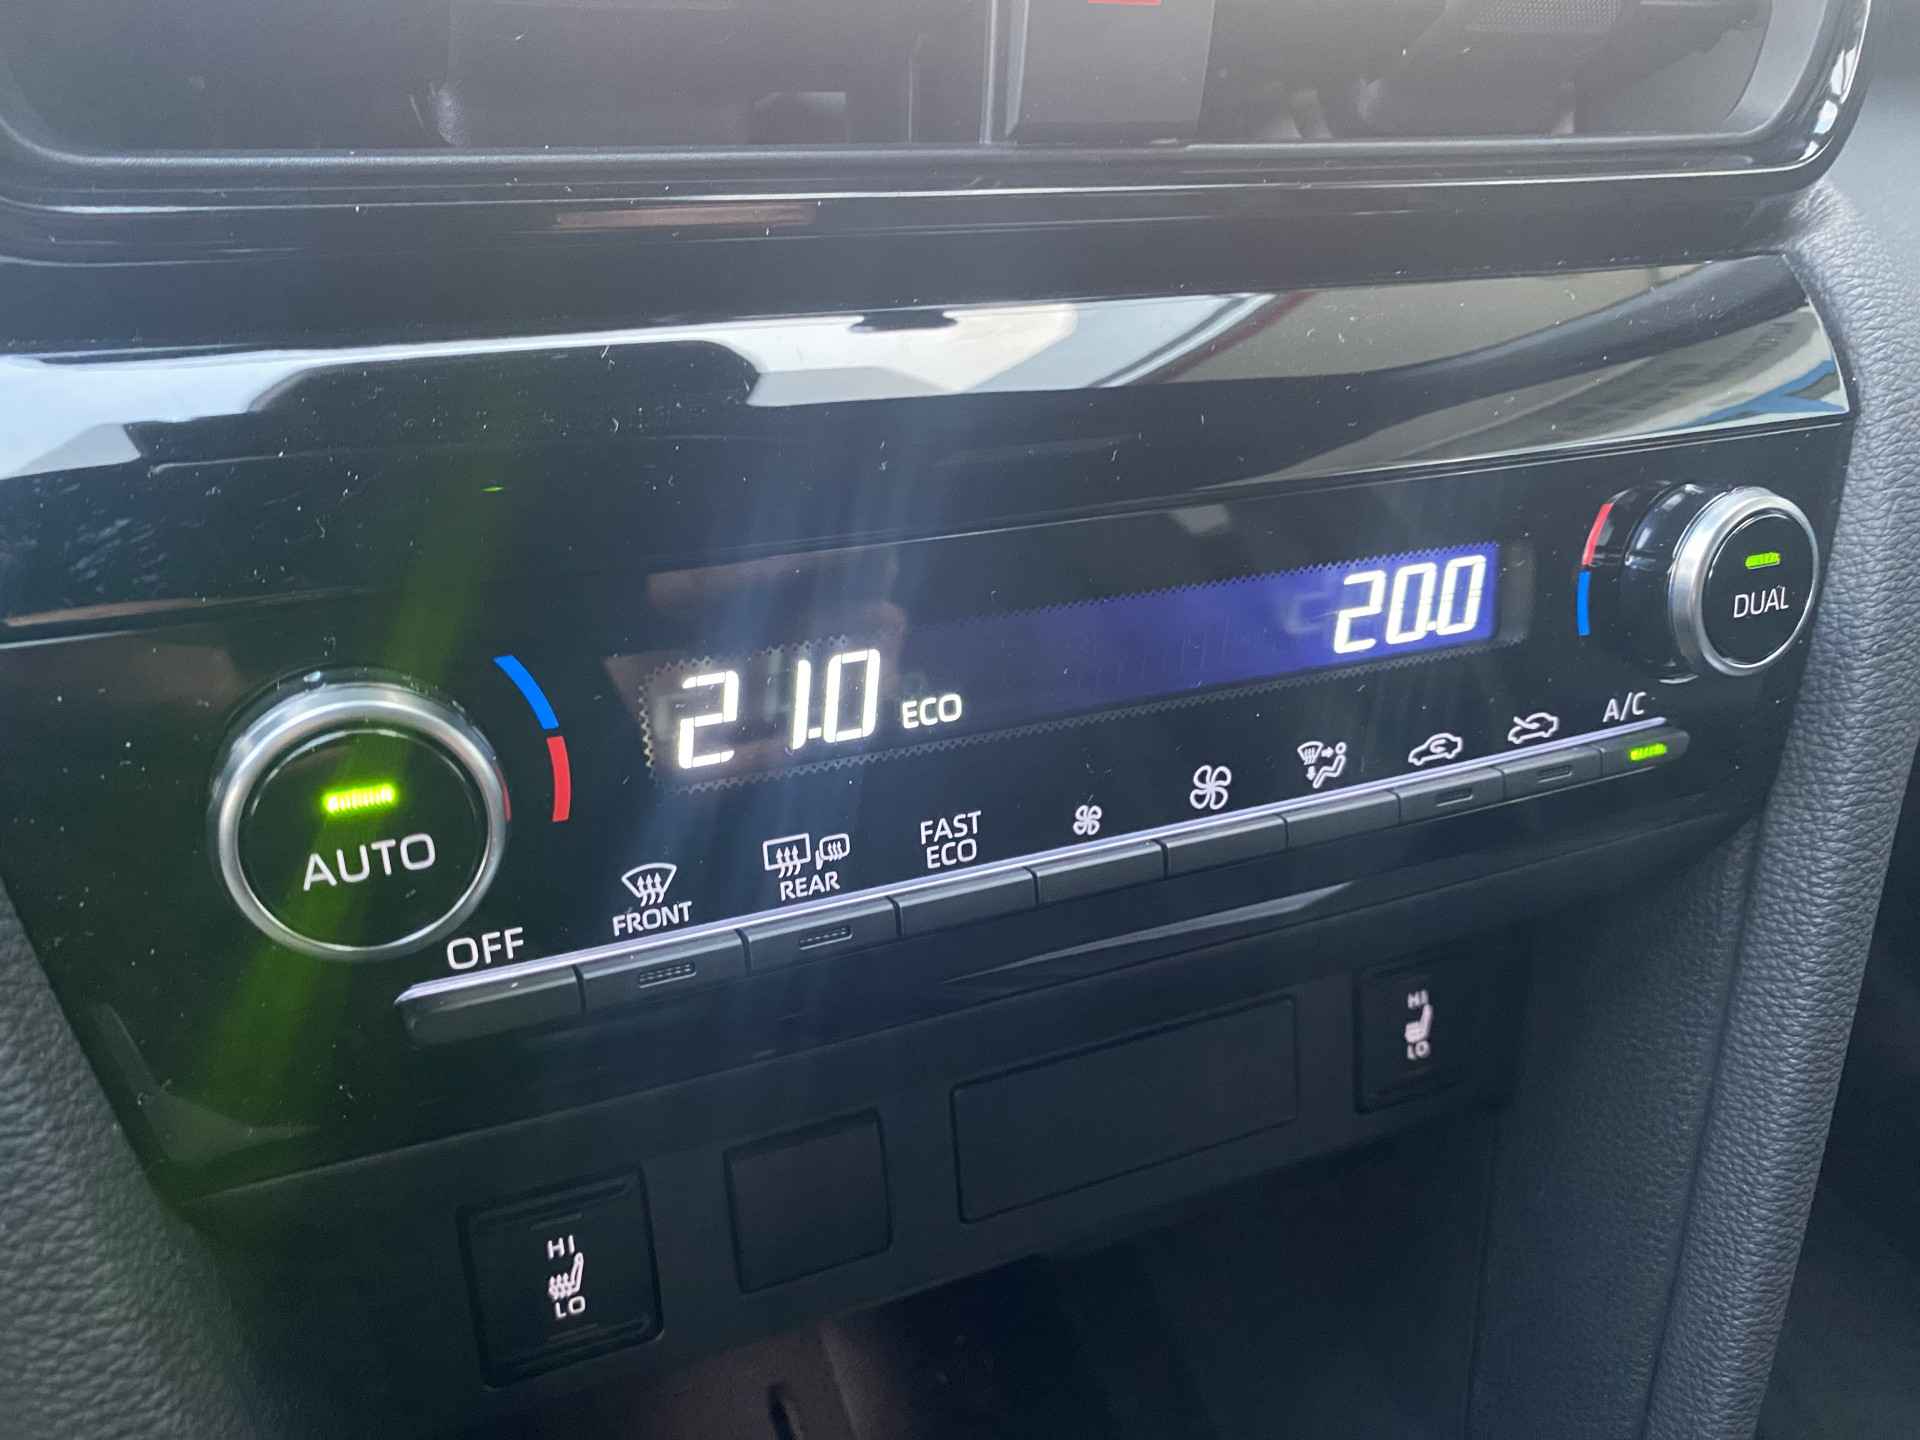 21.0 ECO
20.0
DUAL
AUTO
OFF
FRONT
REAR
FAST
ECO
A/C
HI
LO
HI
LO